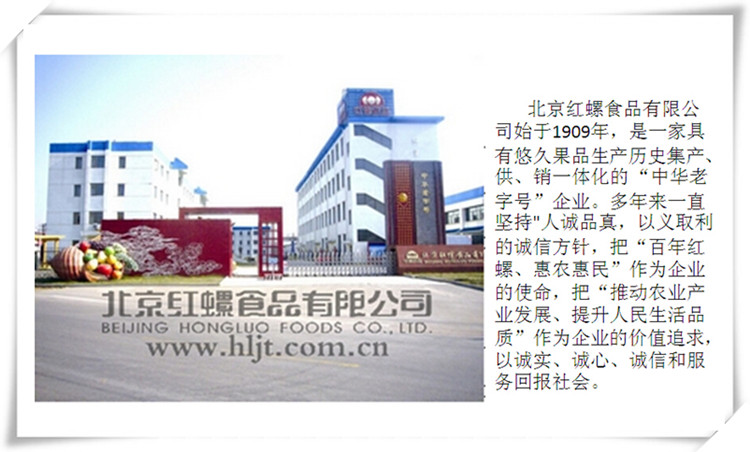 北京红螺食品有限公
司始于1909年，是一家具
有悠久果品生产历史集产、
供、销一体化的“中华老
字号”企业。多年来一直
坚持"人诚品真，以义取利
的诚信方针，把“百年红
螺、惠农惠民”作为企业
的使命，把“推动农业产
业发展、提升人民生活品
质”作为企业的价值追求，
以诚实、诚心、诚信和服
务回报社会。
北京红螺食品有限公司
BEIJING HONGLUO FOODS CO., LTD.
www.hljt.com.cn